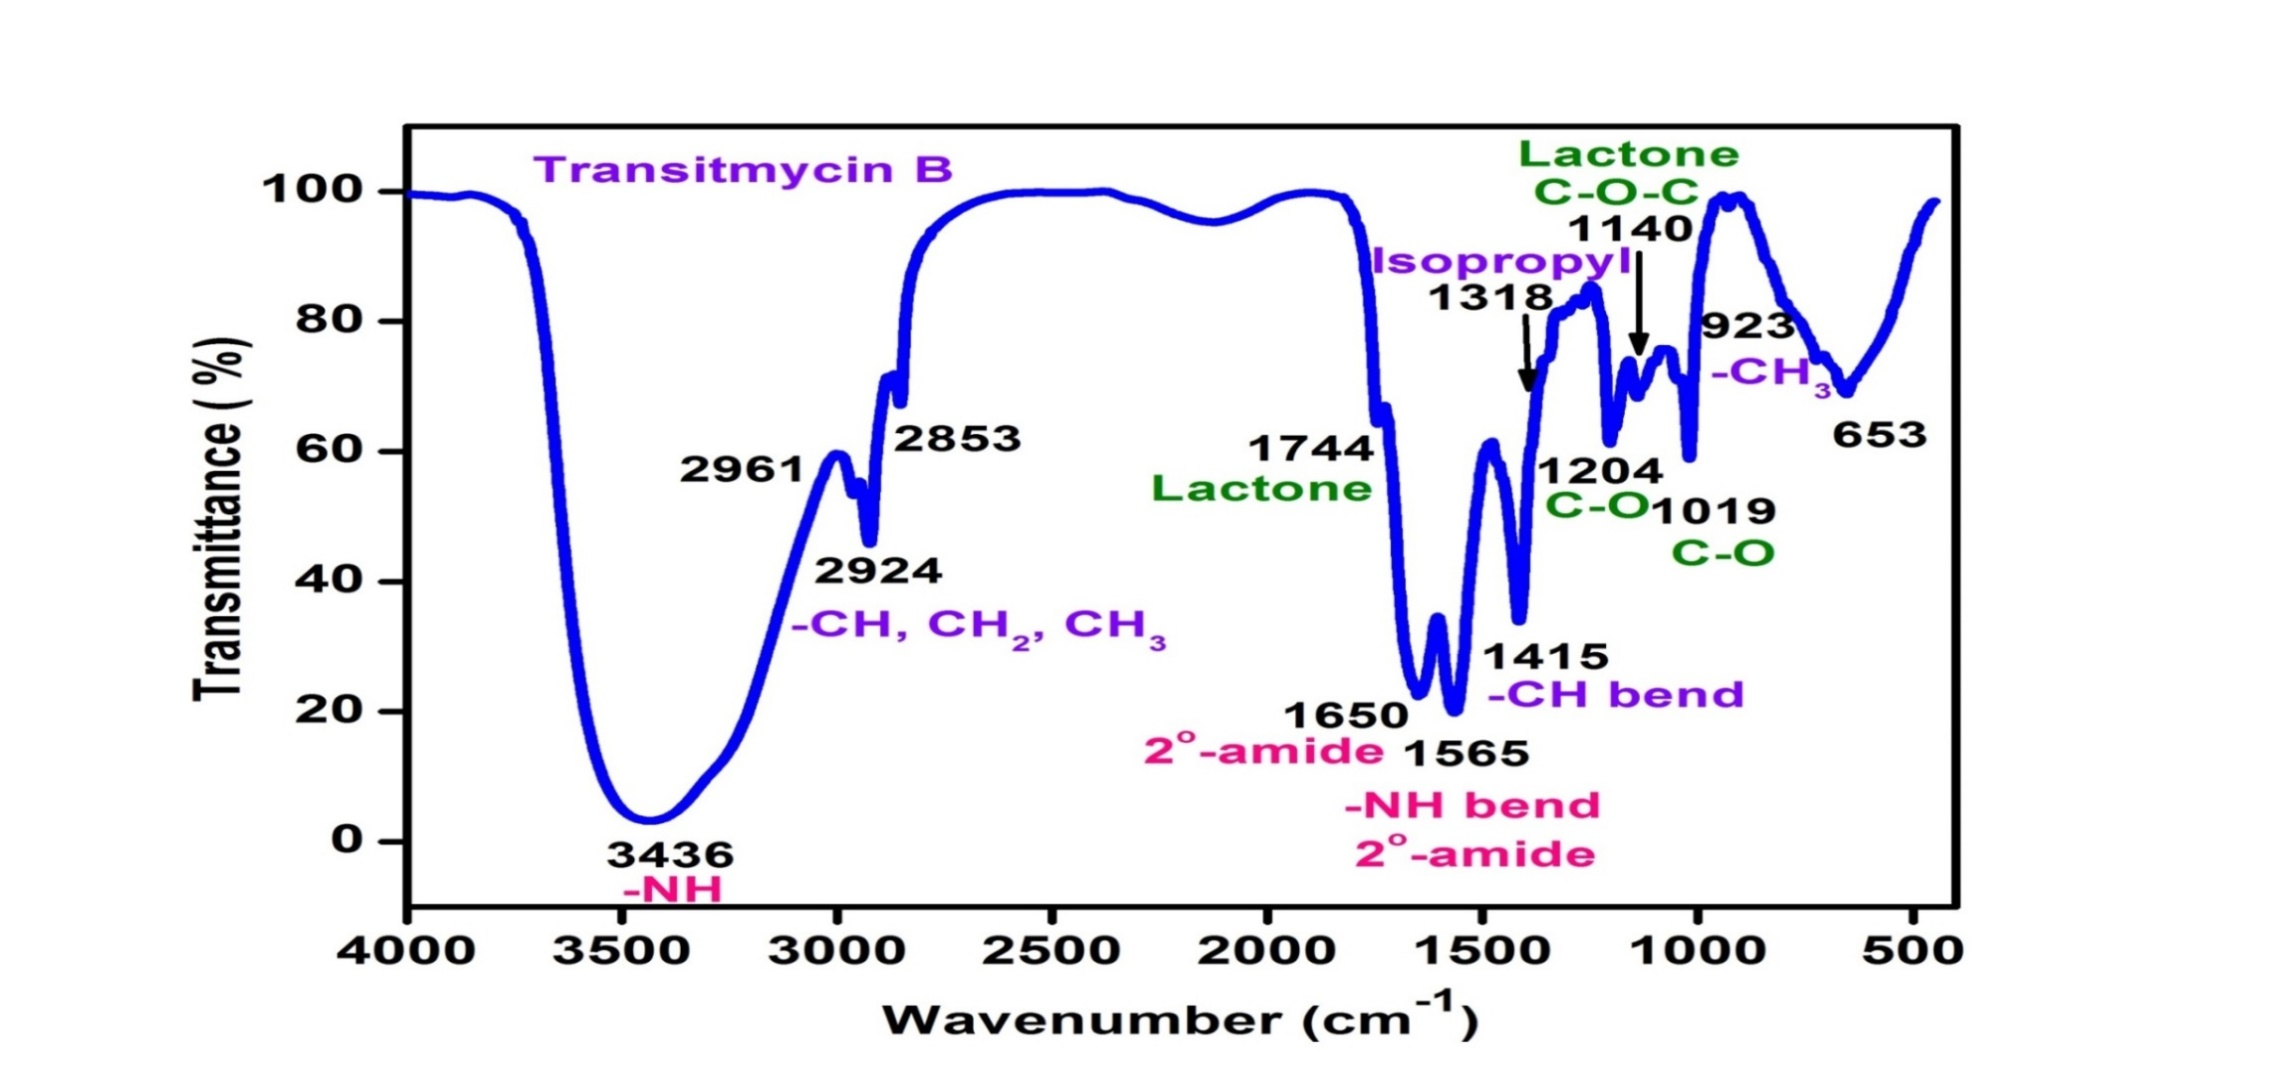 Transitmycin B
Lactone
C-O-C
1140
Isopropyl
1318
100
80
60
40
20
0
Transmittance ( %)
2961
2853
2924
-CH, CH₂, CH₃
1744
Lactone
923
-CH₃
653
1204
C-O
1019
C-O
1415
-CH bend
1650
2°-amide
1565
-NH bend
2°-amide
3436
-NH
4000 3500 3000 2500 2000 1500 1000 500
Wavenumber (cm⁻¹)